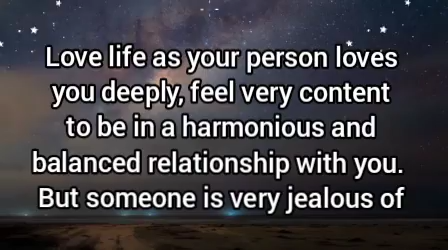 Love life as your person loves
you deeply, feel very content
to be in a harmonious and
balanced relationship with you.
But someone is very jealous of